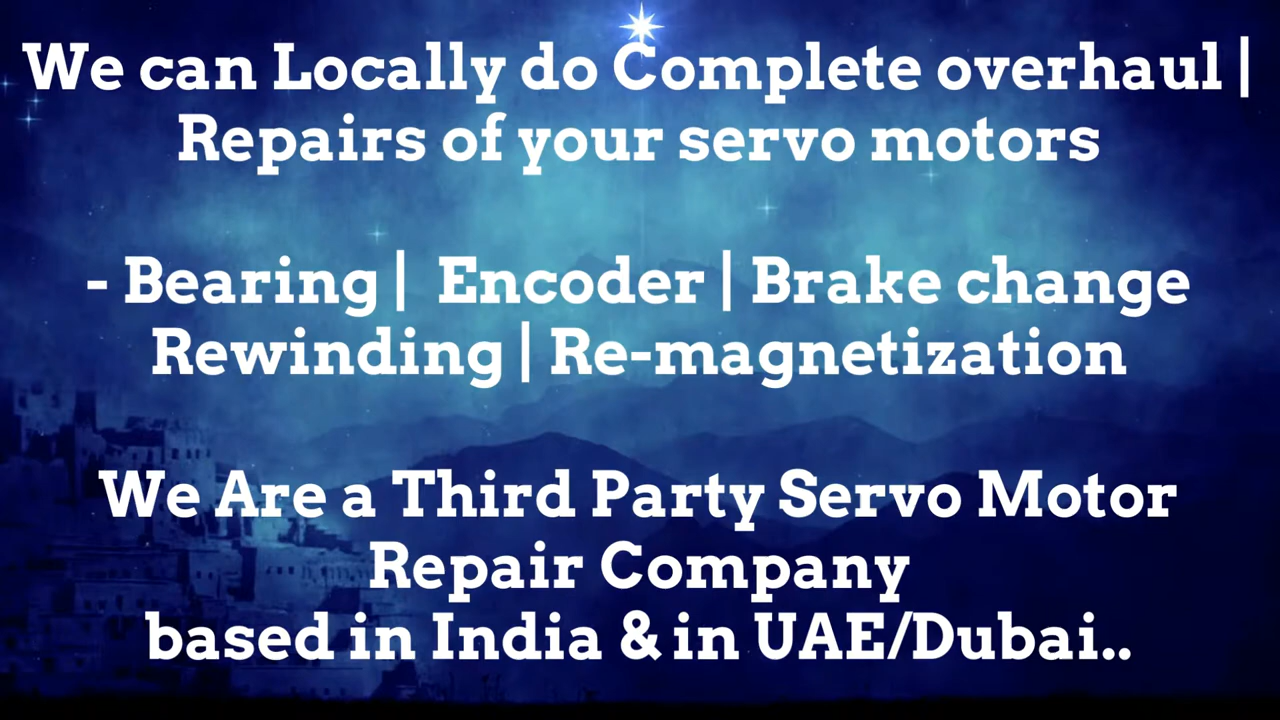 We can Locally do Complete overhaul |
Repairs of your servo motors
- Bearing | Encoder | Brake change
Rewinding | Re-magnetization
We Are a Third Party Servo Motor
Repair Company
based in India & in UAE/Dubai..